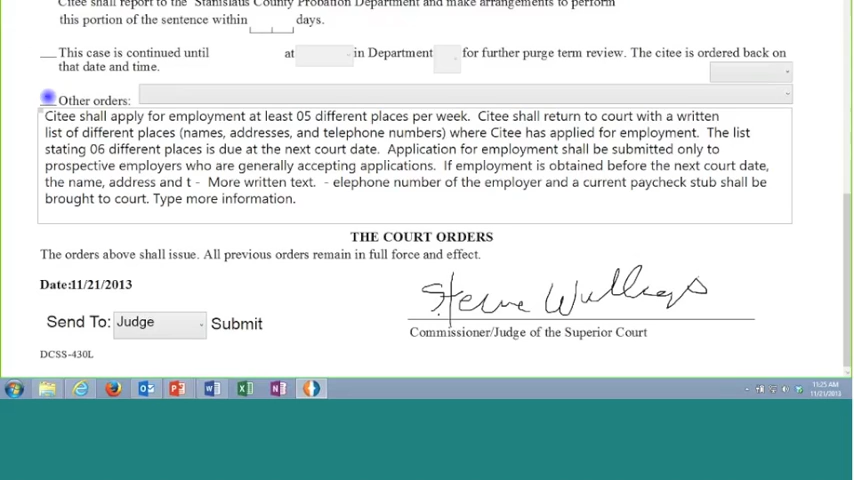 Citee shall report to the Stanislaus County Probation Department and make arrangements to perform
this portion of the sentence within days.
This case is continued until at in Department for further purge term review. The citee is ordered back on
that date and time.
Other orders:
Citee shall apply for employment at least 05 different places per week. Citee shall return to court with a written
list of different places (names, addresses, and telephone numbers) where Citee has applied for employment. The list
stating 06 different places is due at the next court date. Application for employment shall be submitted only to
prospective employers who are generally accepting applications. If employment is obtained before the next court date,
the name, address and t - More written text. - elephone number of the employer and a current paycheck stub shall be
brought to court. Type more information.
THE COURT ORDERS
The orders above shall issue. All previous orders remain in full force and effect.
Date:11/21/2013
Send To: Judge Submit
Commissioner/Judge of the Superior Court
DCSS-430L
11:25 AM
11/21/2013